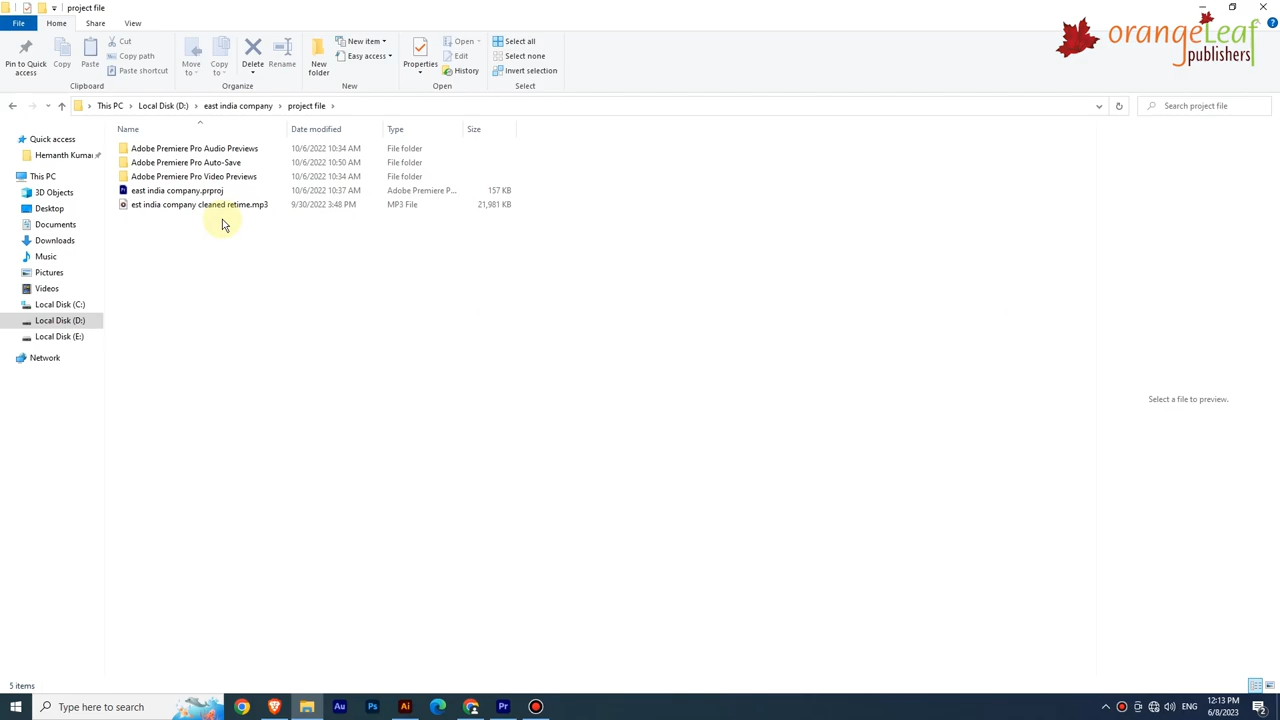 project file
File Home Share View
Pin to Quick access
Copy
Paste
Cut
Copy path
Paste shortcut
Clipboard
Move to
Copy to
Delete
Rename
Organize
New folder
New item
Easy access
New
Properties
Open
Edit
History
Open
Select all
Select none
Invert selection
Select
orangeLeaf
publishers
This PC > Local Disk (D:) > east india company > project file >
Search project file
Name Date modified Type Size
Adobe Premiere Pro Audio Previews 10/6/2022 10:34 AM File folder
Adobe Premiere Pro Auto-Save 10/6/2022 10:50 AM File folder
Adobe Premiere Pro Video Previews 10/6/2022 10:34 AM File folder
east india company.prproj 10/6/2022 10:37 AM Adobe Premiere P... 157 KB
est india company cleaned retime.mp3 9/30/2022 3:48 PM MP3 File 21,981 KB
Quick access
Hemanth Kumar
This PC
3D Objects
Desktop
Documents
Downloads
Music
Pictures
Videos
Local Disk (C:)
Local Disk (D:)
Local Disk (E:)
Network
Select a file to preview.
5 items
Type here to search
Au
Ps
Ai
Pr
ENG
12:13 PM
6/8/2023
2